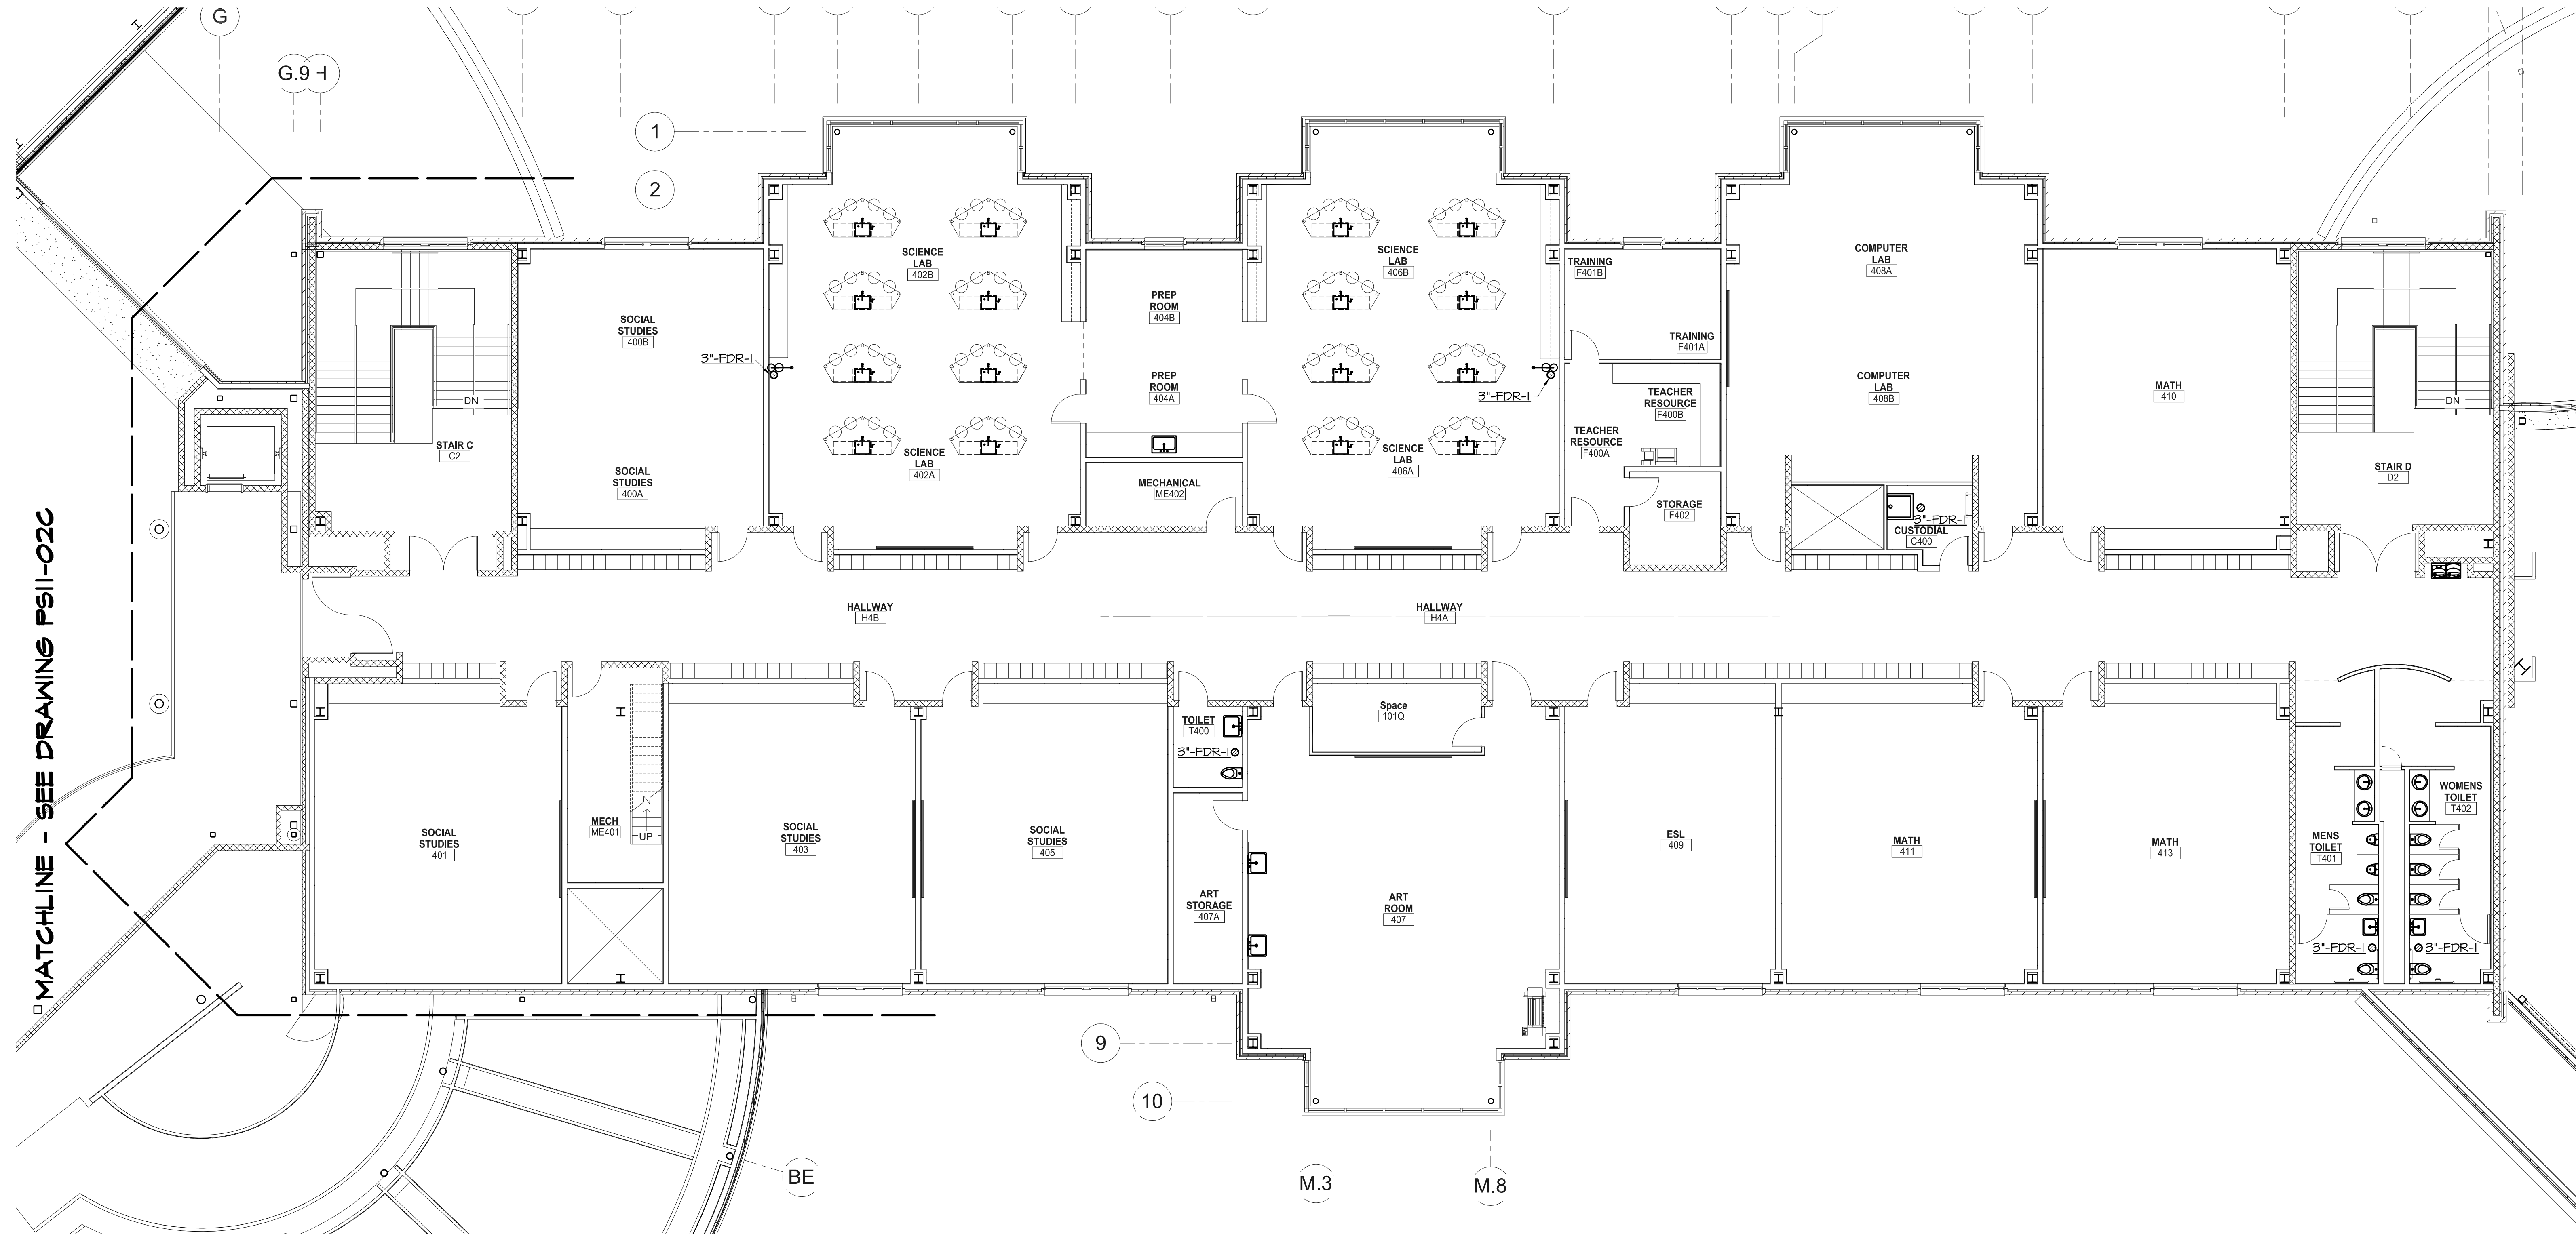 G
G.9
H
1
2
SCIENCE
LAB
402B
SCIENCE
LAB
406B
COMPUTER
LAB
408A
TRAINING
F401B
PREP
ROOM
404B
SOCIAL
STUDIES
400B
TRAINING
F401A
3"-FDR-1
3"-FDR-1
PREP
ROOM
404A
COMPUTER
LAB
408B
MATH
410
TEACHER
RESOURCE
F400B
DN
DN
TEACHER
RESOURCE
F400A
STAIR C
C2
SCIENCE
LAB
402A
SCIENCE
LAB
406A
SOCIAL
STUDIES
400A
MECHANICAL
ME402
STAIR D
D2
STORAGE
F402
3"-FDR-1
CUSTODIAL
C400
MATCHLINE - SEE DRAWING PS11-02C
HALLWAY
H4B
HALLWAY
H4A
Space
101Q
TOILET
T400
3"-FDR-1
UP
MECH
ME401
SOCIAL
STUDIES
401
SOCIAL
STUDIES
403
SOCIAL
STUDIES
405
ESL
409
MATH
411
MATH
413
MENS
TOILET
T401
WOMENS
TOILET
T402
ART
STORAGE
407A
ART
ROOM
407
3"-FDR-1
3"-FDR-1
9
10
BE
M.3
M.8